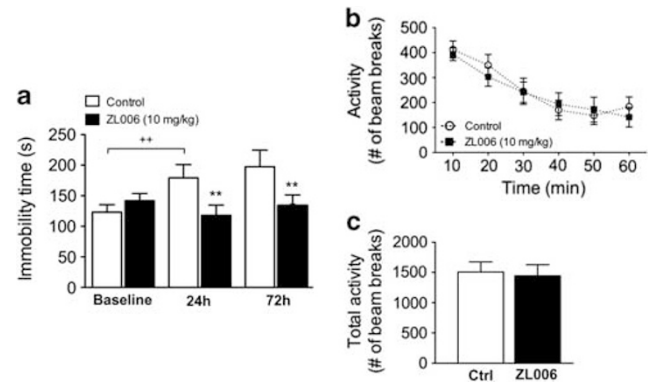 a
Control
ZL006 (10 mg/kg)
Immobility time (s)
250
200
150
100
50
0
++
**
**
Baseline 24h 72h
b
Activity
(# of beam breaks)
500
400
300
200
100
0
Control
ZL006 (10 mg/kg)
10 20 30 40 50 60
Time (min)
c
Total activity
(# of beam breaks)
2000
1500
1000
500
0
Ctrl ZL006